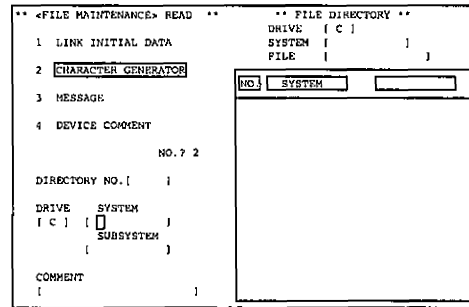 ** <FILE MAINTENANCE> READ **
1 LINK INITIAL DATA
2 CHARACTER GENERATOR
3 MESSAGE
4 DEVICE COMMENT
NO.? 2
DIRECTORY NO.[ ]
DRIVE SYSTEM
[ C ] [ ]
SUBSYSTEM
[ ]
COMMENT
[ ]
** FILE DIRECTORY **
DRIVE [ C ]
SYSTEM [ ]
FILE [ ]
NO. SYSTEM